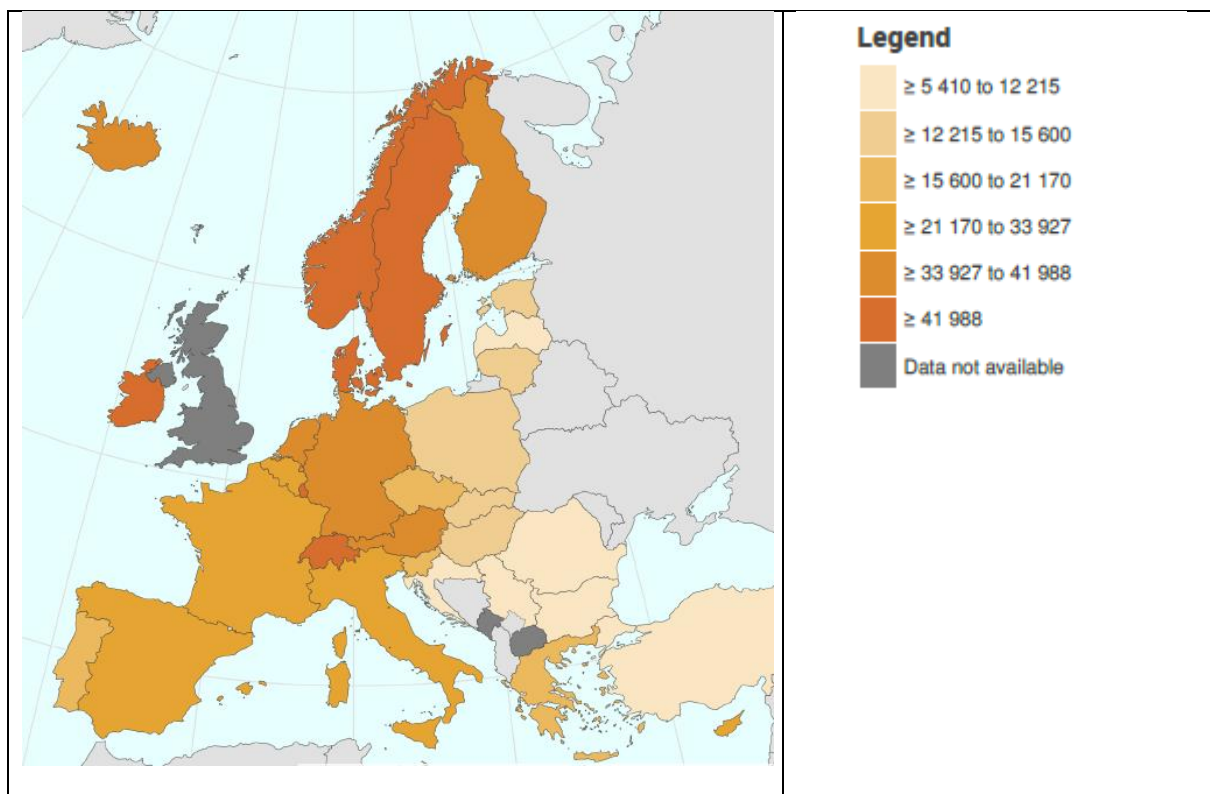 Legend
≥ 5 410 to 12 215
≥ 12 215 to 15 600
≥ 15 600 to 21 170
≥ 21 170 to 33 927
≥ 33 927 to 41 988
≥ 41 988
Data not available